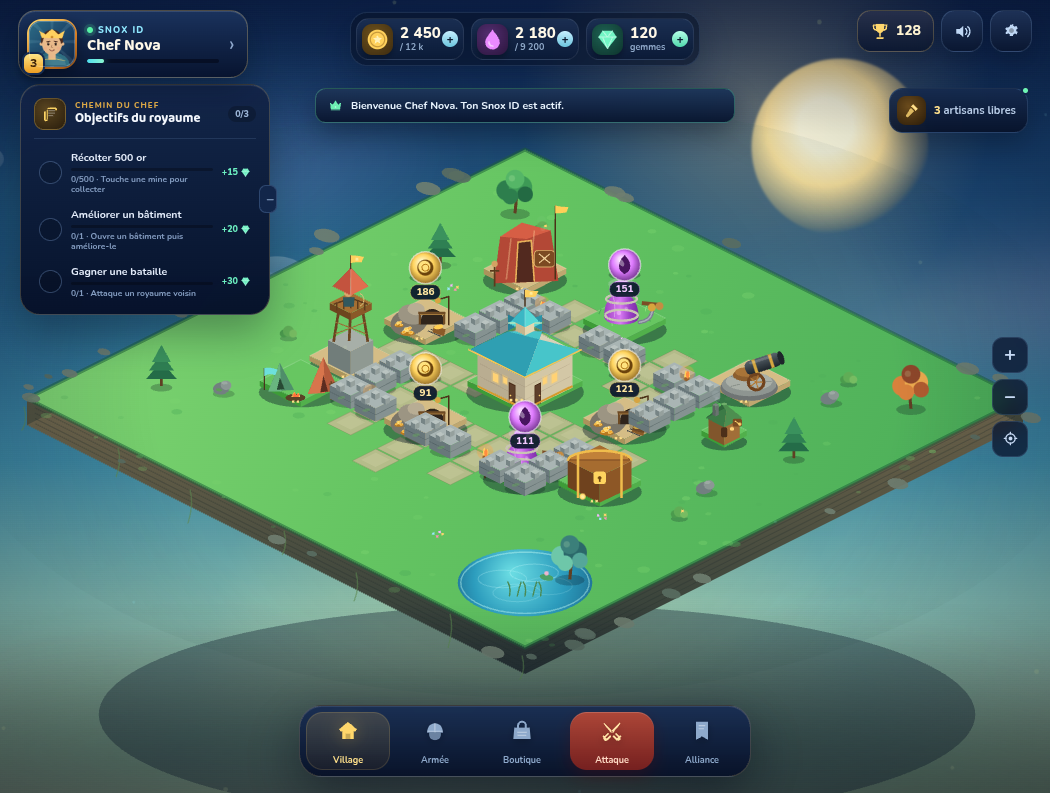 SNOX ID
Chef Nova
3
2 450
/ 12 k
2 180
/ 9 200
120
gemmes
128
CHEMIN DU CHEF
Objectifs du royaume
0/3
Récolter 500 or
0/500 · Touche une mine pour
collecter
+15
Améliorer un bâtiment
0/1 · Ouvre un bâtiment puis
améliore-le
+20
Gagner une bataille
0/1 · Attaque un royaume voisin
+30
Bienvenue Chef Nova. Ton Snox ID est actif.
3 artisans libres
186
151
91
121
111
Village
Armée
Boutique
Attaque
Alliance